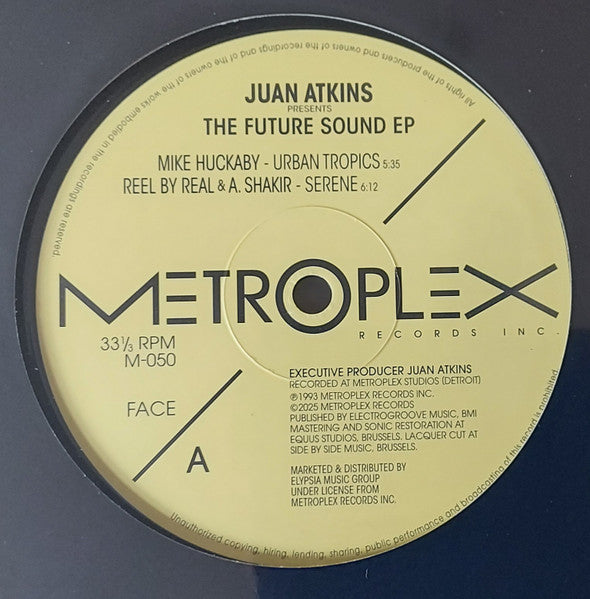 JUAN ATKINS
PRESENTS
THE FUTURE SOUND EP
MIKE HUCKABY - URBAN TROPICS 5:35
REEL BY REAL & A. SHAKIR - SERENE 6:12
METROPLEX
RECORDS INC.
33⅓ RPM
M-050
FACE
A
EXECUTIVE PRODUCER JUAN ATKINS
RECORDED AT METROPLEX STUDIOS (DETROIT)
℗1993 METROPLEX RECORDS INC.
©2025 METROPLEX RECORDS
PUBLISHED BY ELECTROGROOVE MUSIC, BMI
MASTERING AND SONIC RESTORATION AT
EQUUS STUDIOS, BRUSSELS. LACQUER CUT AT
SIDE BY SIDE MUSIC, BRUSSELS.
MARKETED & DISTRIBUTED BY
ELYPSIA MUSIC GROUP
UNDER LICENSE FROM
METROPLEX RECORDS INC.
All rights of the producers and owners of the recordings and of the owners of the works embodied in the recordings are reserved.
Unauthorized copying, hiring, lending, sharing, public performance and broadcasting of this record is prohibited.